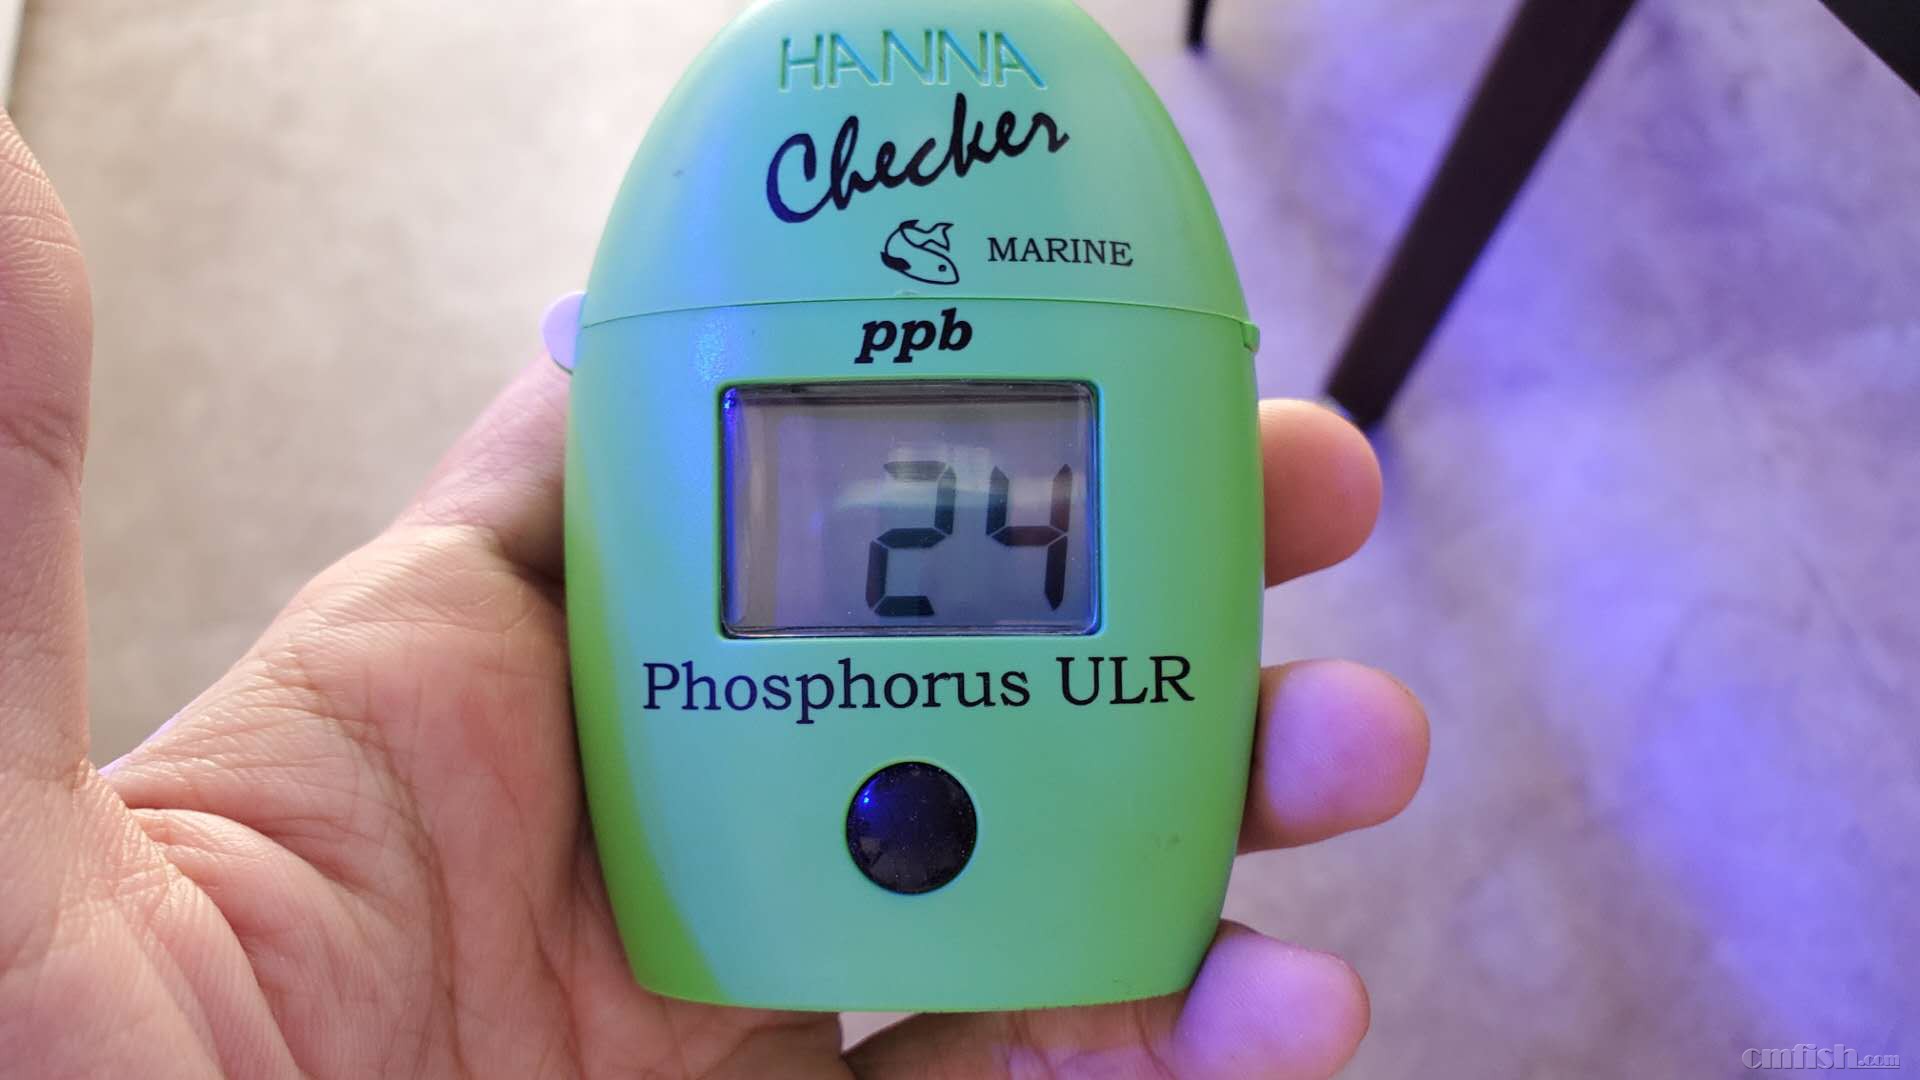 HANNA
Checker
MARINE
ppb
24
Phosphorus ULR
cmfish.com